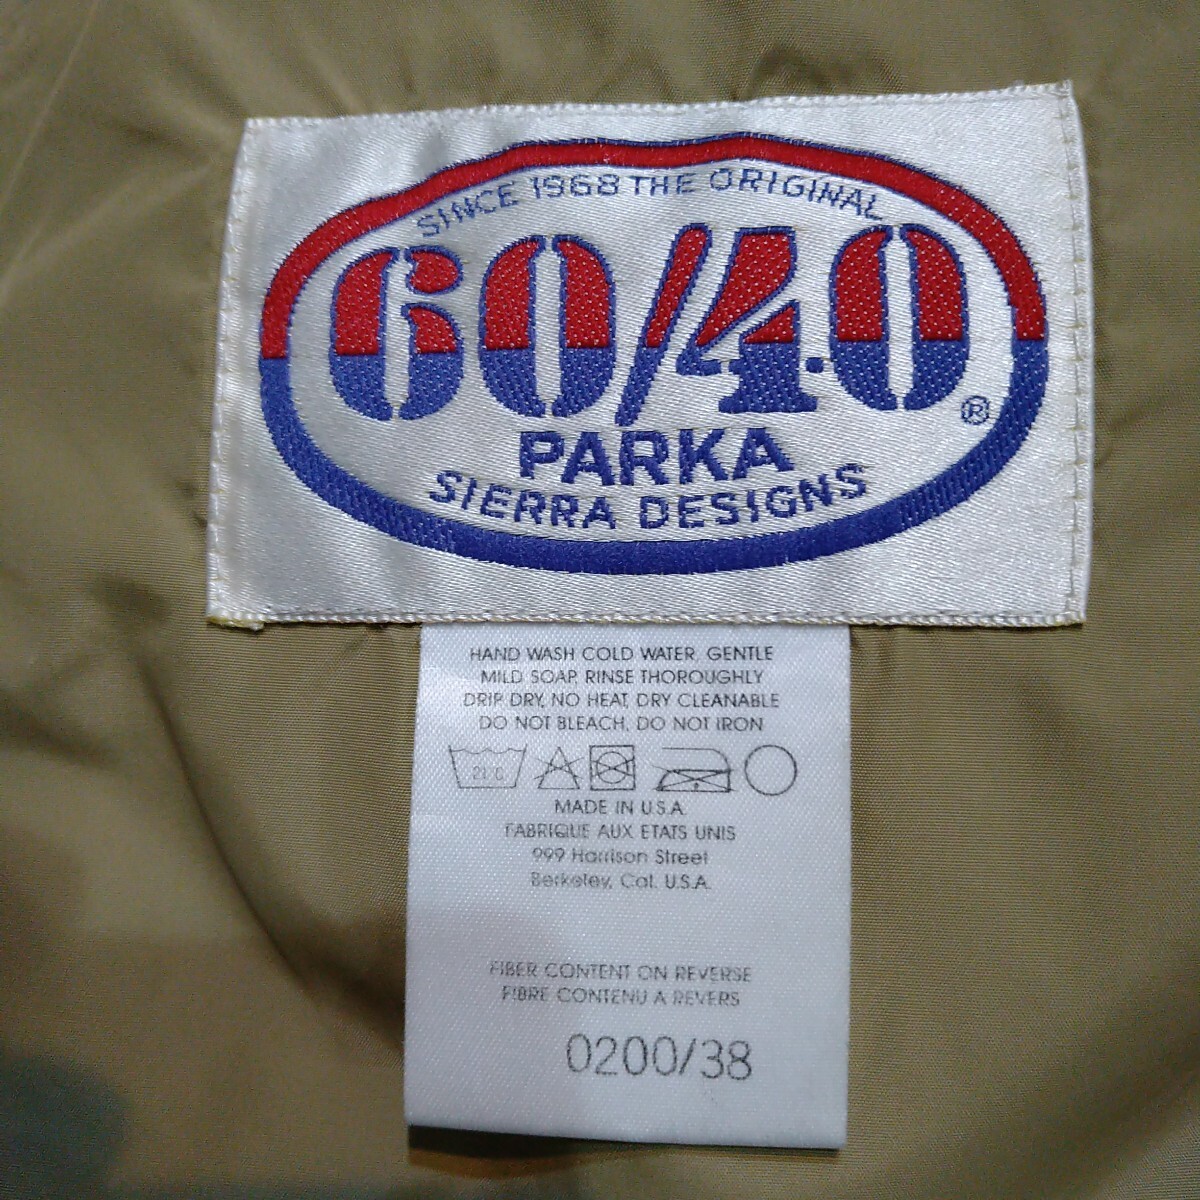 SINCE 1968 THE ORIGINAL
60/40®
PARKA
SIERRA DESIGNS
HAND WASH COLD WATER, GENTLE
MILD SOAP, RINSE THOROUGHLY
DRIP DRY, NO HEAT, DRY CLEANABLE
DO NOT BLEACH, DO NOT IRON
21 C
MADE IN U.S.A.
FABRIQUE AUX ETATS UNIS
999 Harrison Street
Berkeley, Cal. U.S.A.
FIBER CONTENT ON REVERSE
FIBRE CONTENU A REVERS
0200/38